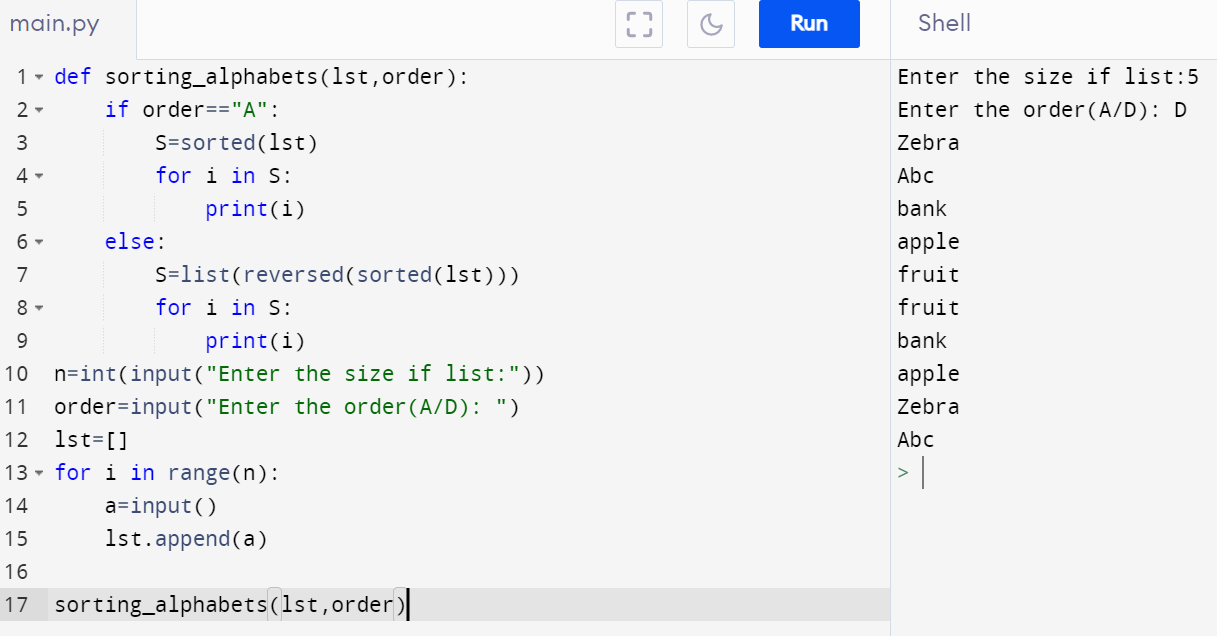 main.py
Run
Shell
1 def sorting_alphabets(lst,order):
2     if order=="A":
3         S=sorted(lst)
4         for i in S:
5             print(i)
6     else:
7         S=list(reversed(sorted(lst)))
8         for i in S:
9             print(i)
10 n=int(input("Enter the size if list:"))
11 order=input("Enter the order(A/D): ")
12 lst=[]
13 for i in range(n):
14     a=input()
15     lst.append(a)
16
17 sorting_alphabets(lst,order)
Enter the size if list:5
Enter the order(A/D): D
Zebra
Abc
bank
apple
fruit
fruit
bank
apple
Zebra
Abc
>